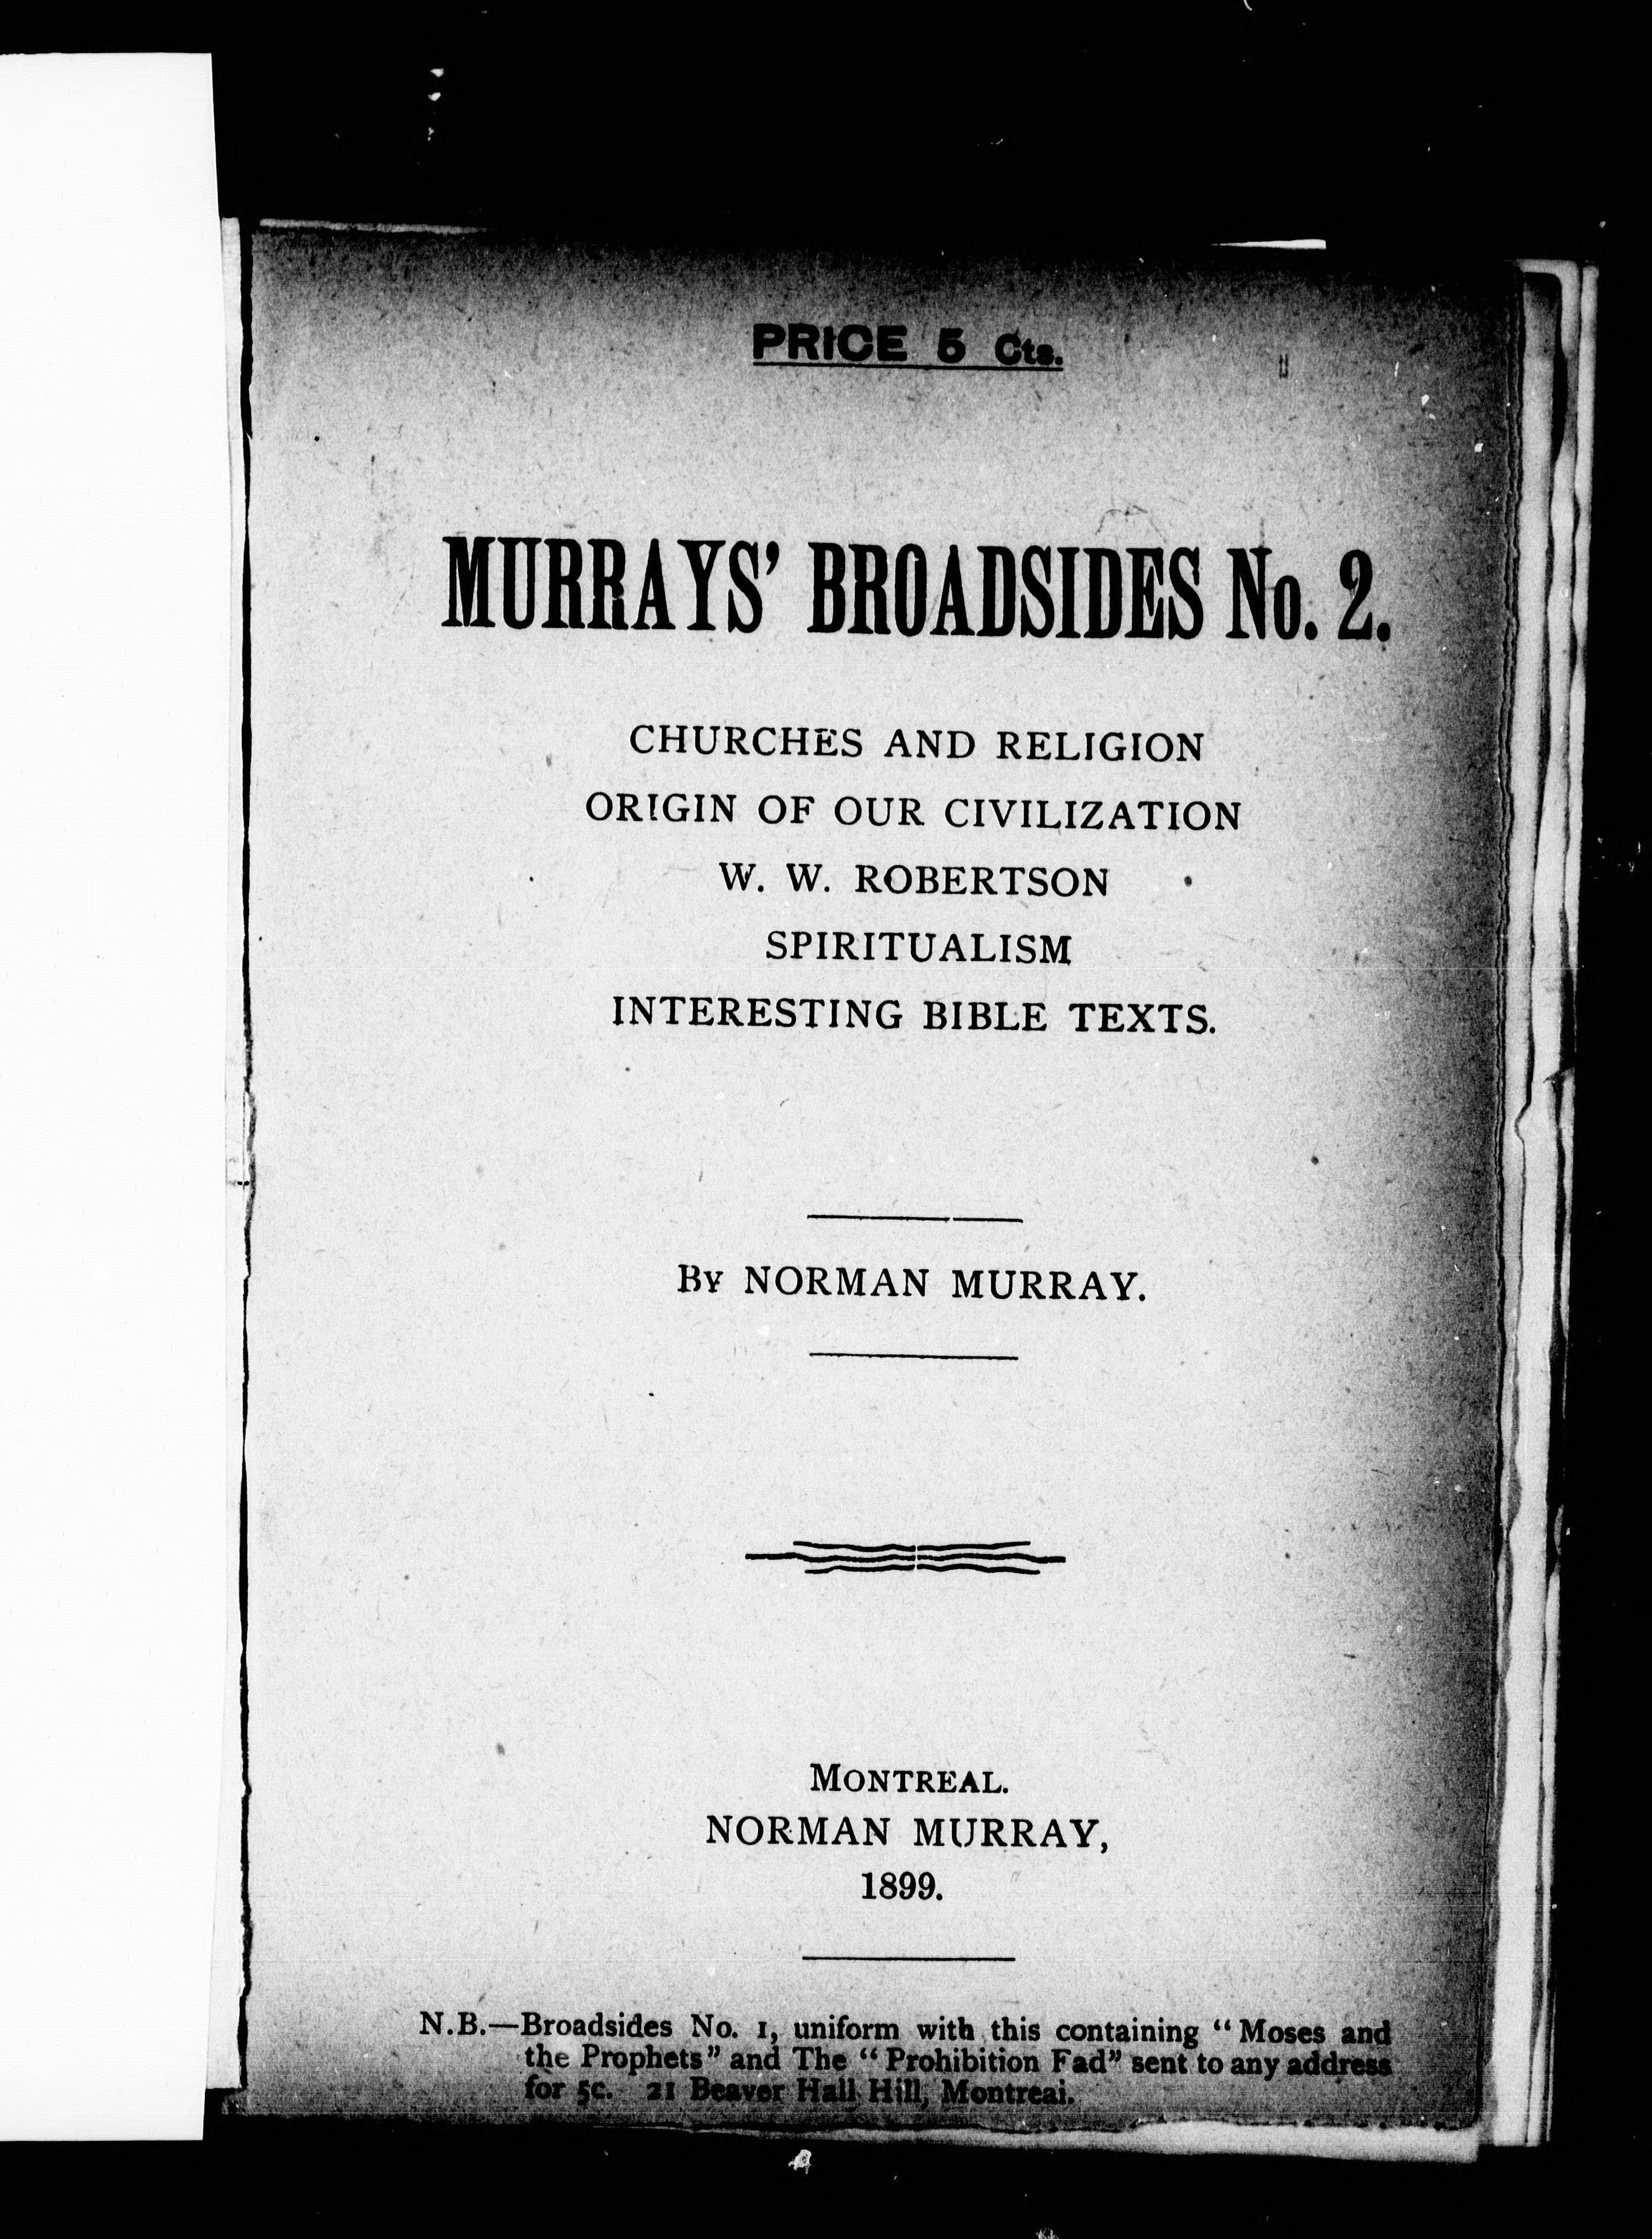 PRICE 5 Cts.
MURRAYS' BROADSIDES No. 2.
CHURCHES AND RELIGION
ORIGIN OF OUR CIVILIZATION
W. W. ROBERTSON
SPIRITUALISM
INTERESTING BIBLE TEXTS.
By NORMAN MURRAY.
MONTREAL.
NORMAN MURRAY,
1899.
N.B.—Broadsides No. 1, uniform with this containing “Moses and
the Prophets” and The “Prohibition Fad” sent to any address
for 5c. 21 Beaver Hall Hill, Montreal.